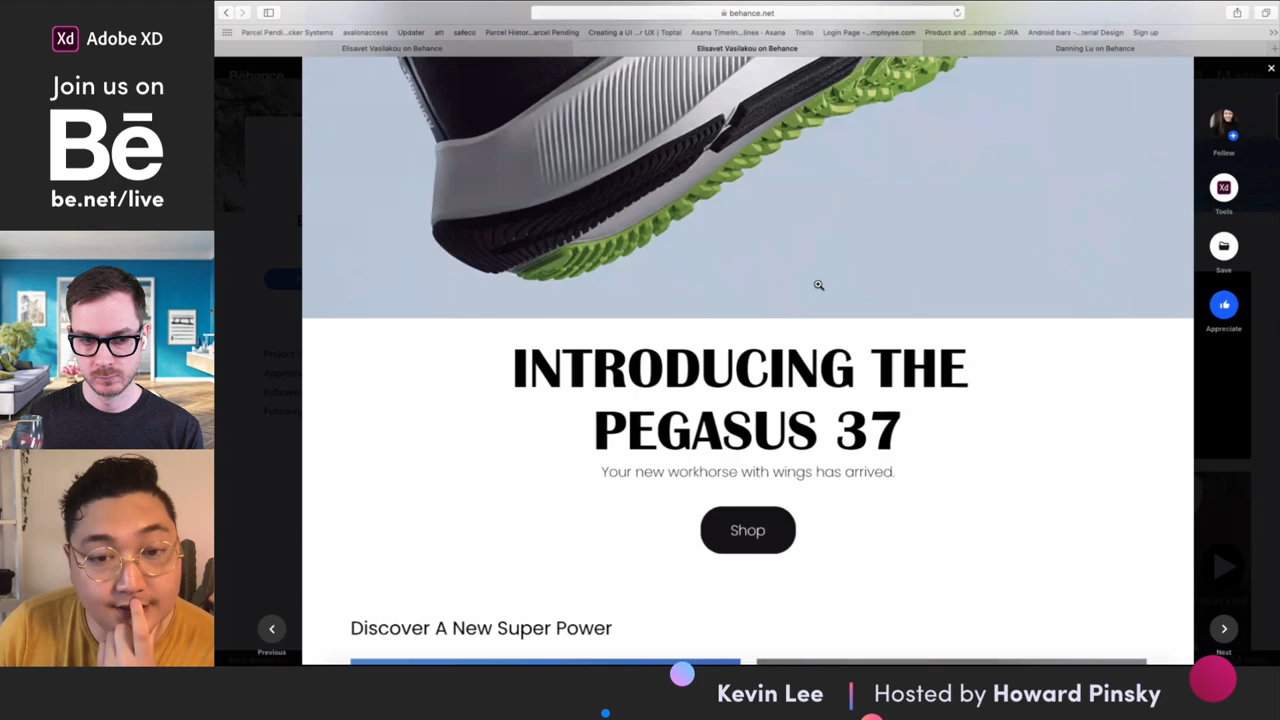 Xd Adobe XD
Join us on
Bē
be.net/live
behance.net
Parcel Pendi...cker Systems avalonaccess Updater att safeco Parcel Histor...arcel Pending Creating a UI ...r UX | Toptal Asana Timelin...lines - Asana Trello Login Page -...mployee.com Product and ...admap - JIRA Android bars -...terial Design Sign up
Elisavet Vasilakou on Behance Elisavet Vasilakou on Behance Danning Lu on Behance
Follow
Xd
Tools
Save
Appreciate
INTRODUCING THE
PEGASUS 37
Your new workhorse with wings has arrived.
Shop
Discover A New Super Power
Previous
Next
Kevin Lee | Hosted by Howard Pinsky